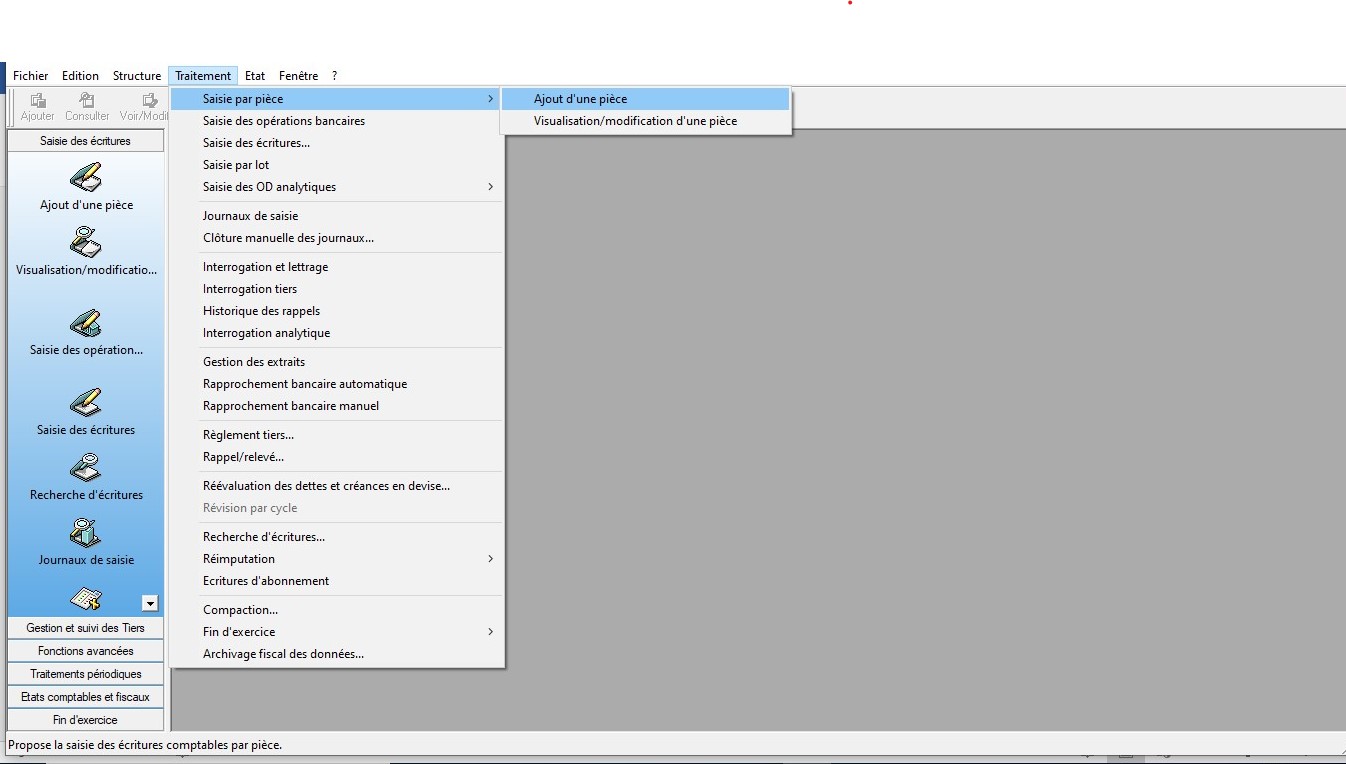 Fichier Edition Structure Traitement Etat Fenêtre ?
Ajouter Consulter Voir/Modi
Saisie des écritures
Ajout d'une pièce
Visualisation/modificatio...
Saisie des opération...
Saisie des écritures
Recherche d'écritures
Journaux de saisie
Gestion et suivi des Tiers
Fonctions avancées
Traitements périodiques
Etats comptables et fiscaux
Fin d'exercice
Saisie par pièce
Saisie des opérations bancaires
Saisie des écritures...
Saisie par lot
Saisie des OD analytiques
Journaux de saisie
Clôture manuelle des journaux...
Interrogation et lettrage
Interrogation tiers
Historique des rappels
Interrogation analytique
Gestion des extraits
Rapprochement bancaire automatique
Rapprochement bancaire manuel
Règlement tiers...
Rappel/relevé...
Réévaluation des dettes et créances en devise...
Révision par cycle
Recherche d'écritures...
Réimputation
Ecritures d'abonnement
Compaction...
Fin d'exercice
Archivage fiscal des données...
Ajout d'une pièce
Visualisation/modification d'une pièce
Propose la saisie des écritures comptables par pièce.